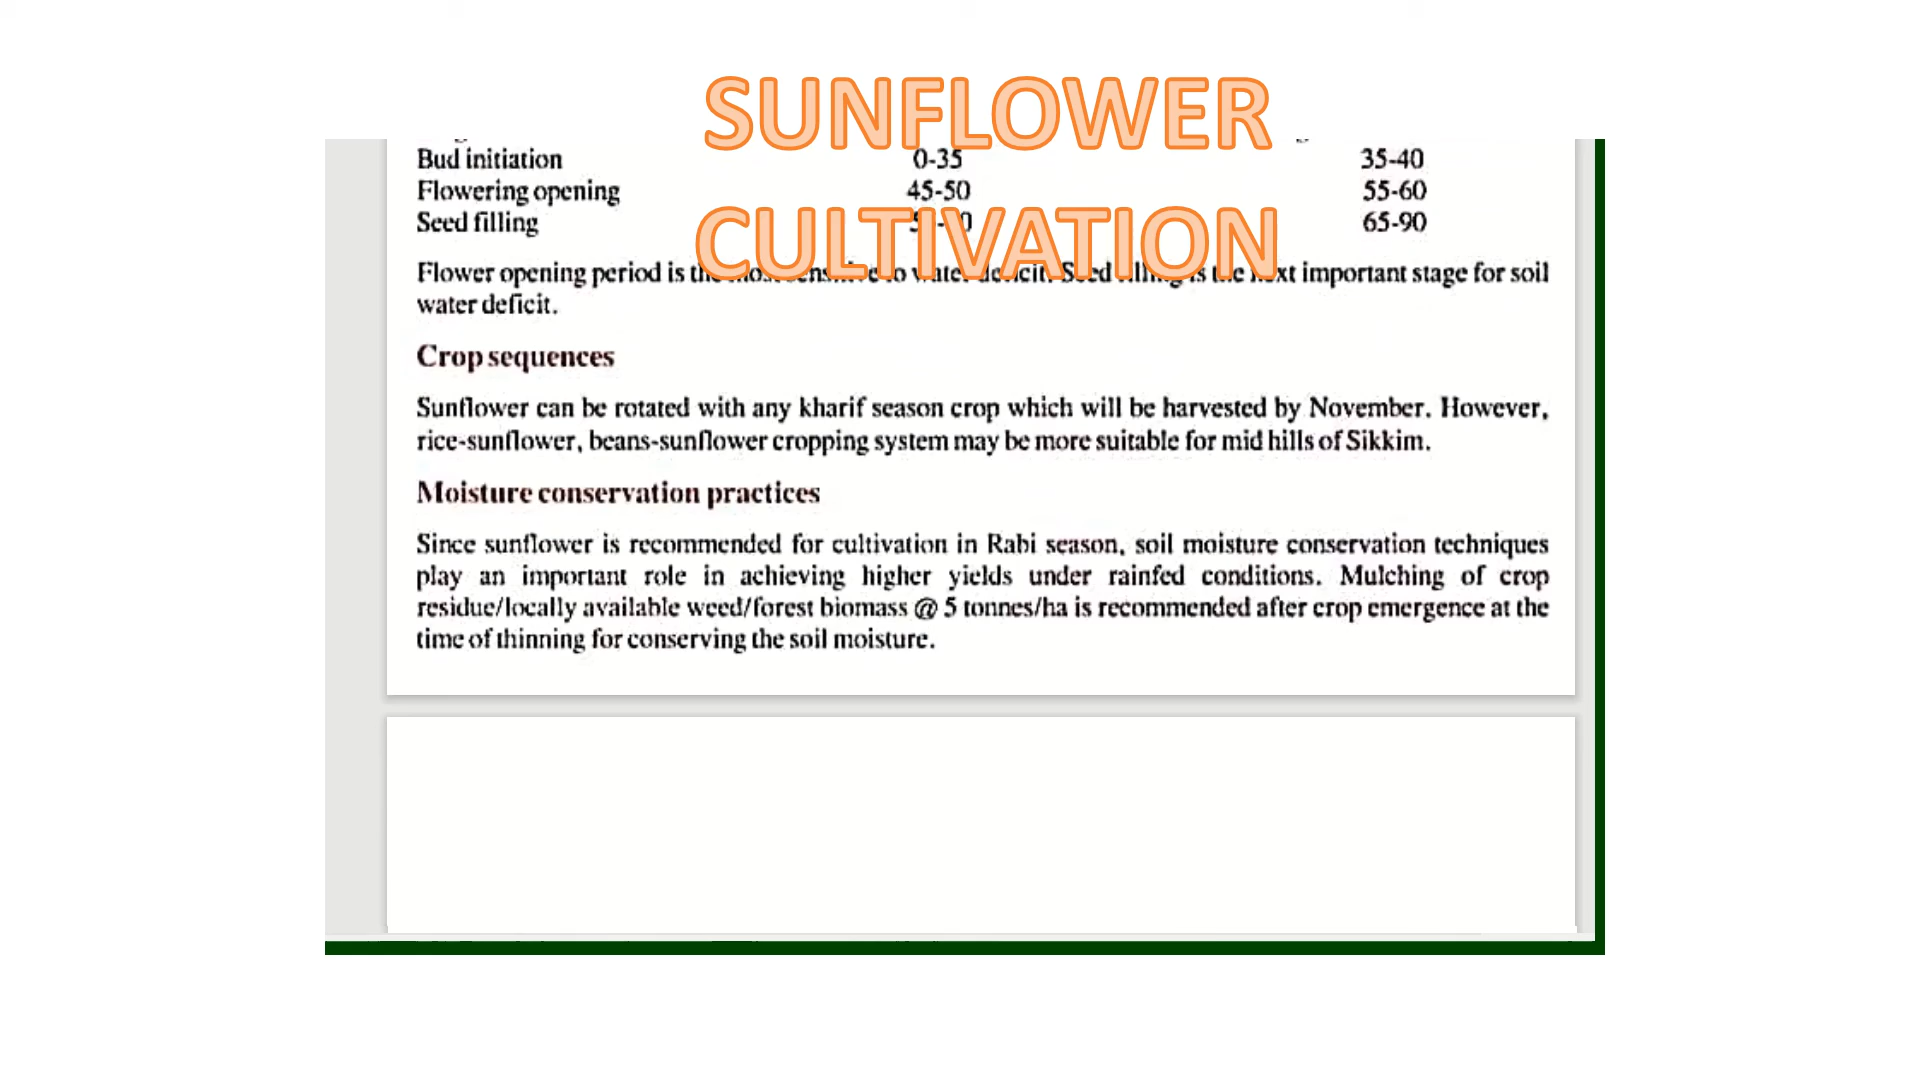 SUNFLOWER
CULTIVATION
Bud initiation 0-35 35-40
Flowering opening 45-50 55-60
Seed filling 65-90
Flower opening period is important stage for soil
water deficit.
Crop sequences
Sunflower can be rotated with any kharif season crop which will be harvested by November. However,
rice-sunflower, beans-sunflower cropping system may be more suitable for mid hills of Sikkim.
Moisture conservation practices
Since sunflower is recommended for cultivation in Rabi season, soil moisture conservation techniques
play an important role in achieving higher yields under rainfed conditions. Mulching of crop
residue/locally available weed/forest biomass @ 5 tonnes/ha is recommended after crop emergence at the
time of thinning for conserving the soil moisture.